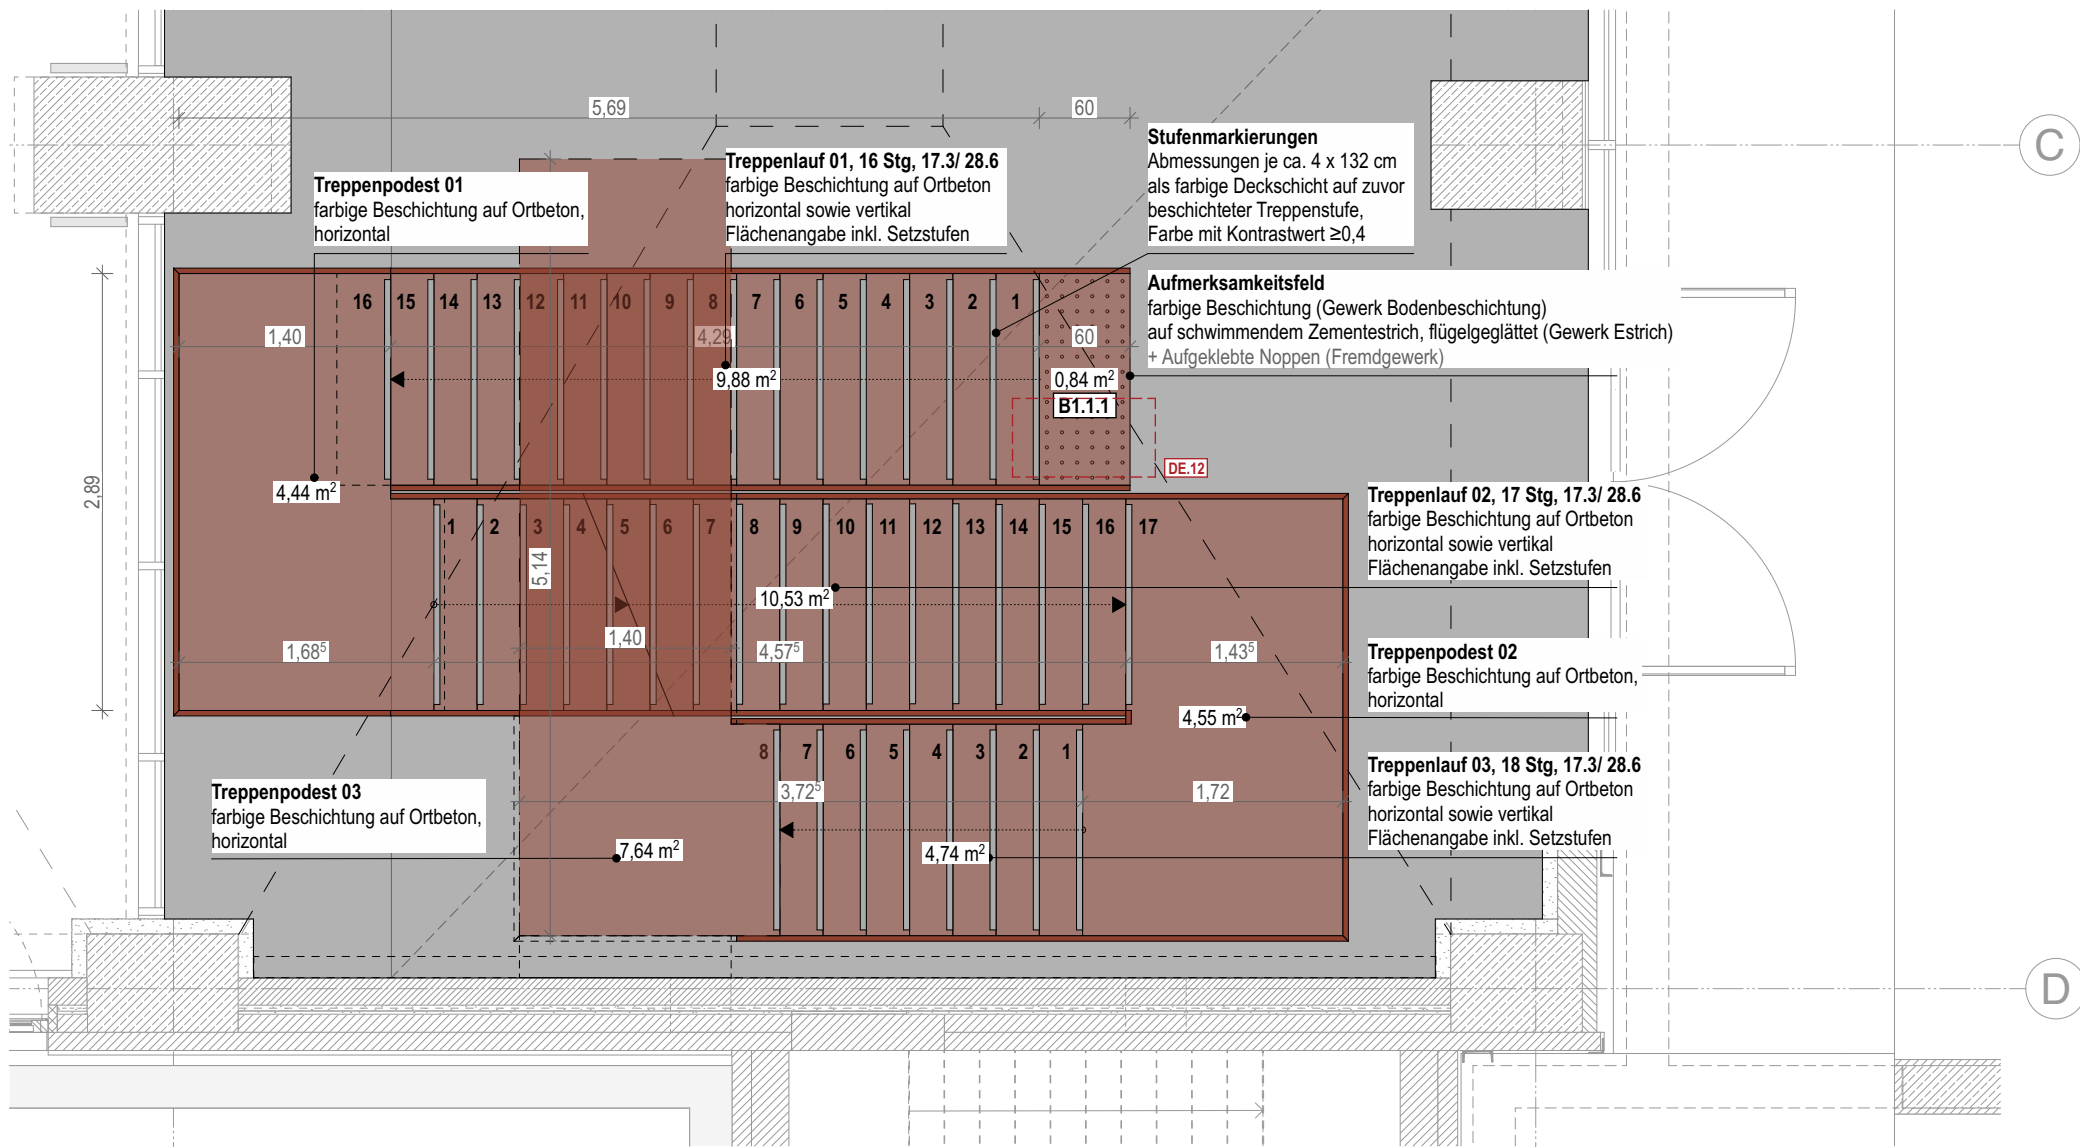 5,69
60
C
Stufenmarkierungen
Abmessungen je ca. 4 x 132 cm
als farbige Deckschicht auf zuvor
beschichteter Treppenstufe,
Farbe mit Kontrastwert ≥0,4
Treppenlauf 01, 16 Stg, 17.3/ 28.6
farbige Beschichtung auf Ortbeton
horizontal sowie vertikal
Flächenangabe inkl. Setzstufen
Treppenpodest 01
farbige Beschichtung auf Ortbeton,
horizontal
Aufmerksamkeitsfeld
farbige Beschichtung (Gewerk Bodenbeschichtung)
auf schwimmendem Zementestrich, flügelgeglättet (Gewerk Estrich)
+ Aufgeklebte Noppen (Fremdgewerk)
16 15 14 13 12 11 10 9 8 7 6 5 4 3 2 1
1,40
4,29
60
9,88 m²
0,84 m²
B1.1.1
DE.12
4,44 m²
2,89
Treppenlauf 02, 17 Stg, 17.3/ 28.6
farbige Beschichtung auf Ortbeton
horizontal sowie vertikal
Flächenangabe inkl. Setzstufen
1 2 3 4 5 6 7 8 9 10 11 12 13 14 15 16 17
5,14
10,53 m²
1,40
1,68⁵
4,57⁵
1,43⁵
Treppenpodest 02
farbige Beschichtung auf Ortbeton,
horizontal
4,55 m²
8 7 6 5 4 3 2 1
Treppenlauf 03, 18 Stg, 17.3/ 28.6
farbige Beschichtung auf Ortbeton
horizontal sowie vertikal
Flächenangabe inkl. Setzstufen
3,72⁵
1,72
Treppenpodest 03
farbige Beschichtung auf Ortbeton,
horizontal
7,64 m²
4,74 m²
D